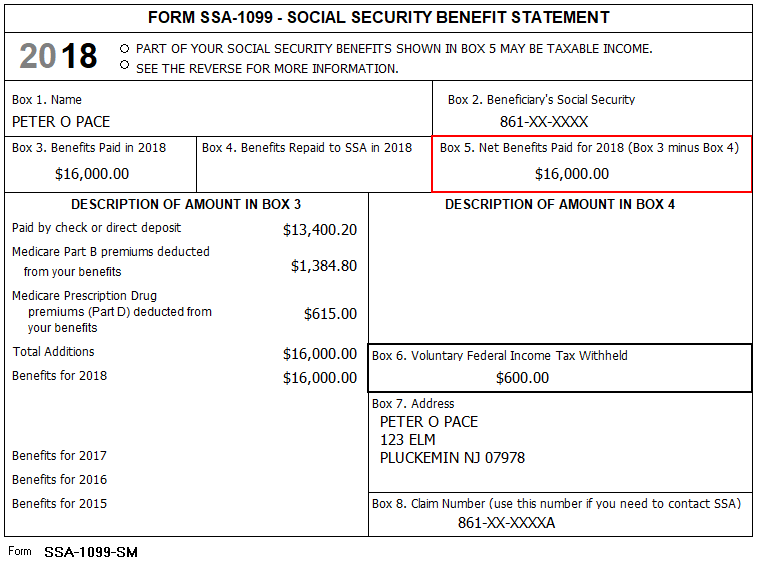 FORM SSA-1099 - SOCIAL SECURITY BENEFIT STATEMENT
2018
PART OF YOUR SOCIAL SECURITY BENEFITS SHOWN IN BOX 5 MAY BE TAXABLE INCOME.
SEE THE REVERSE FOR MORE INFORMATION.
Box 1. Name
PETER O PACE
Box 2. Beneficiary's Social Security
861-XX-XXXX
Box 3. Benefits Paid in 2018
$16,000.00
Box 4. Benefits Repaid to SSA in 2018
Box 5. Net Benefits Paid for 2018 (Box 3 minus Box 4)
$16,000.00
DESCRIPTION OF AMOUNT IN BOX 3
Paid by check or direct deposit $13,400.20
Medicare Part B premiums deducted
from your benefits $1,384.80
Medicare Prescription Drug
premiums (Part D) deducted from $615.00
your benefits
Total Additions $16,000.00
Benefits for 2018 $16,000.00
Benefits for 2017
Benefits for 2016
Benefits for 2015
DESCRIPTION OF AMOUNT IN BOX 4
Box 6. Voluntary Federal Income Tax Withheld
$600.00
Box 7. Address
PETER O PACE
123 ELM
PLUCKEMIN NJ 07978
Box 8. Claim Number (use this number if you need to contact SSA)
861-XX-XXXXA
Form SSA-1099-SM